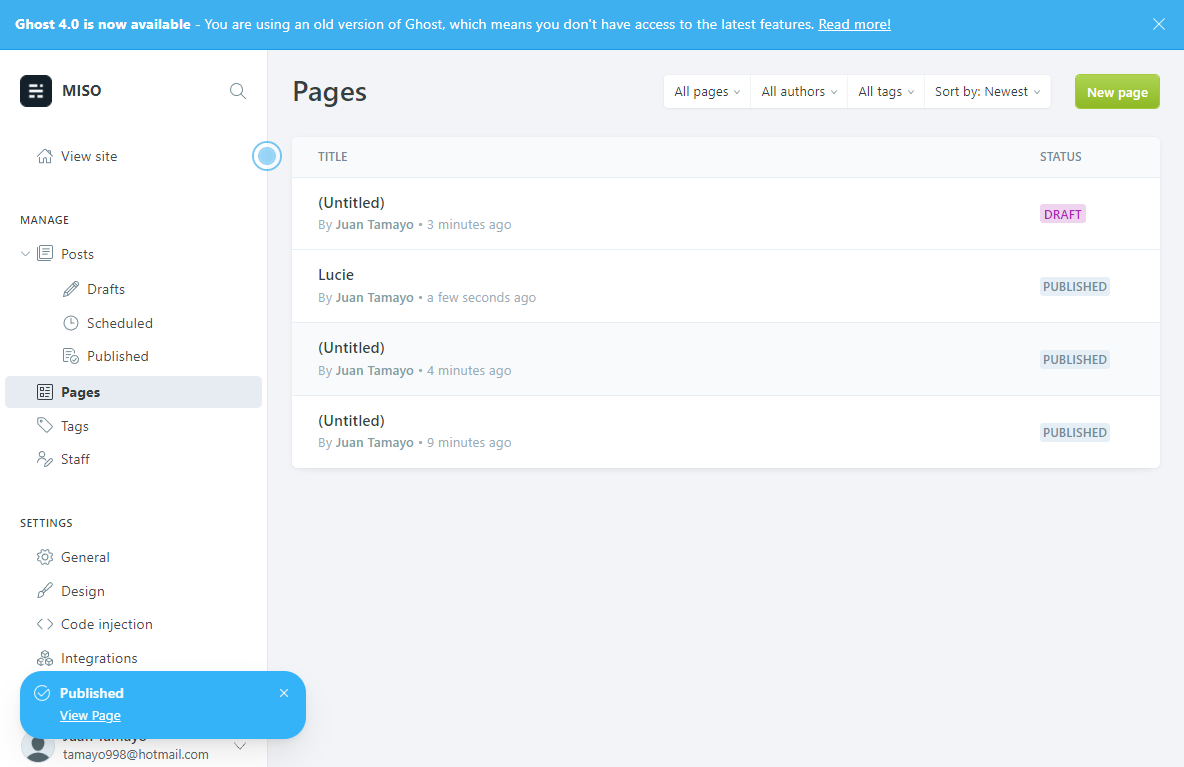 Ghost 4.0 is now available - You are using an old version of Ghost, which means you don't have access to the latest features. Read more!
MISO
View site
MANAGE
Posts
Drafts
Scheduled
Published
Pages
Tags
Staff
SETTINGS
General
Design
Code injection
Integrations
Published
View Page
Juan Tamayo
tamayo998@hotmail.com
Pages
All pages
All authors
All tags
Sort by: Newest
New page
TITLE STATUS
(Untitled)
By Juan Tamayo • 3 minutes ago
DRAFT
Lucie
By Juan Tamayo • a few seconds ago
PUBLISHED
(Untitled)
By Juan Tamayo • 4 minutes ago
PUBLISHED
(Untitled)
By Juan Tamayo • 9 minutes ago
PUBLISHED